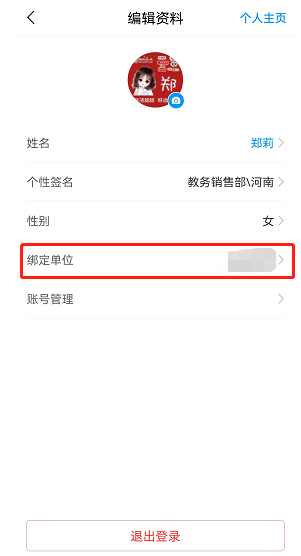 编辑资料
个人主页
郑
姓名
郑莉
个性签名
教务销售部\河南
性别
女
绑定单位
账号管理
退出登录